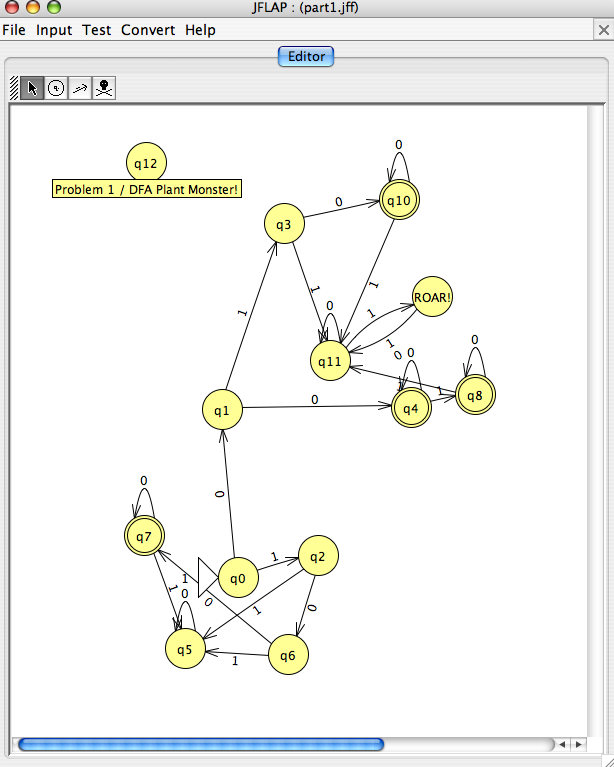 JFLAP : (part1.jff)
File Input Test Convert Help
Editor
q
q12
Problem 1 / DFA Plant Monster!
0
q10
q3
0
1
1
1
ROAR!
0
1
q11
1
0
0
1
q1
0
q4
1
0
q8
0
0
q7
q0
1
q2
1
1
0
0
1
0
q5
1
q6